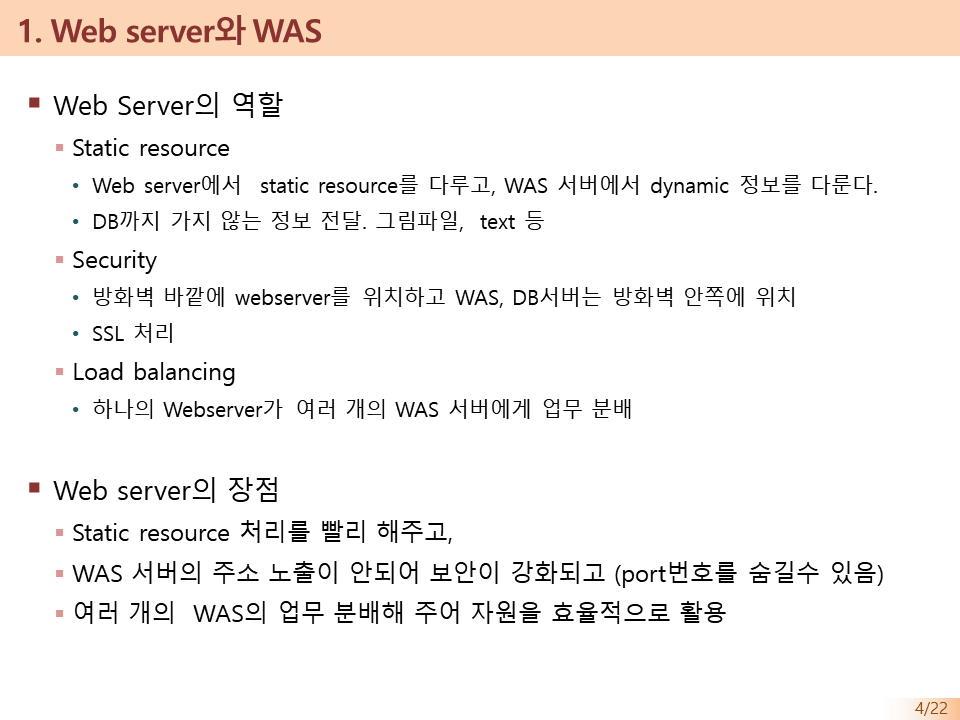 1. Web server와 WAS
▪ Web Server의 역할
▪ Static resource
• Web server에서 static resource를 다루고, WAS 서버에서 dynamic 정보를 다룬다.
• DB까지 가지 않는 정보 전달. 그림파일, text 등
▪ Security
• 방화벽 바깥에 webserver를 위치하고 WAS, DB서버는 방화벽 안쪽에 위치
• SSL 처리
▪ Load balancing
• 하나의 Webserver가 여러 개의 WAS 서버에게 업무 분배
▪ Web server의 장점
▪ Static resource 처리를 빨리 해주고,
▪ WAS 서버의 주소 노출이 안되어 보안이 강화되고 (port번호를 숨길수 있음)
▪ 여러 개의 WAS의 업무 분배해 주어 자원을 효율적으로 활용
4/22